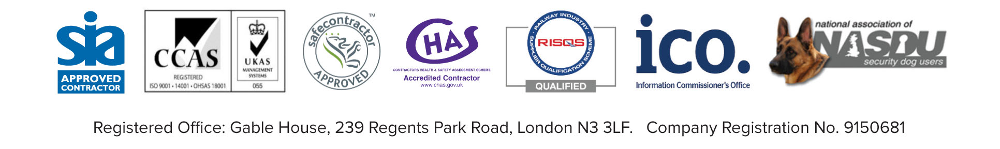 sia
APPROVED
CONTRACTOR
CCAS
REGISTERED
ISO 9001 • 14001 • OHSAS 18001
UKAS
MANAGEMENT
SYSTEMS
055
safecontractor
APPROVED
TM
CHAS
CONTRACTORS HEALTH & SAFETY ASSESSMENT SCHEME
Accredited Contractor
www.chas.gov.uk
· RAILWAY INDUSTRY ·
SUPPLIER QUALIFICATION SCHEME
RISQS
QUALIFIED
ico.
Information Commissioner's Office
national association of
NASDU
security dog users
Registered Office: Gable House, 239 Regents Park Road, London N3 3LF. Company Registration No. 9150681